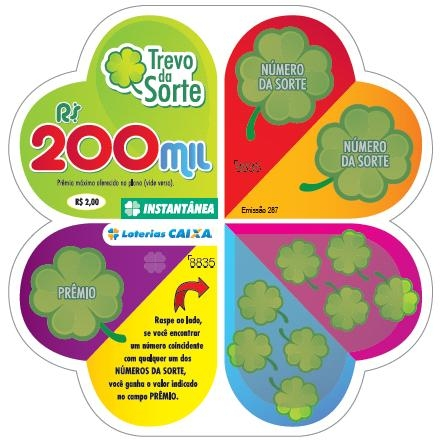 Trevo
da
Sorte
R$
200 MIL
Prêmio máximo oferecido no plano (vide verso).
R$ 2,00
INSTANTÂNEA
NÚMERO
DA SORTE
NÚMERO
DA SORTE
Emissão 287
Loterias CAIXA
8835
PRÊMIO
Raspe ao lado,
se você encontrar
um número coincidente
com qualquer um dos
NÚMEROS DA SORTE,
você ganha o valor indicado
no campo PRÊMIO.